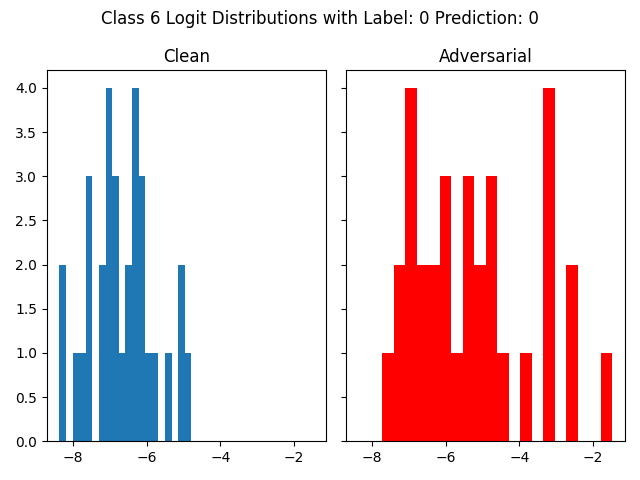 Class 6 Logit Distributions with Label: 0 Prediction: 0
Clean
Adversarial
4.0
3.5
3.0
2.5
2.0
1.5
1.0
0.5
0.0
−8 −6 −4 −2
−8 −6 −4 −2